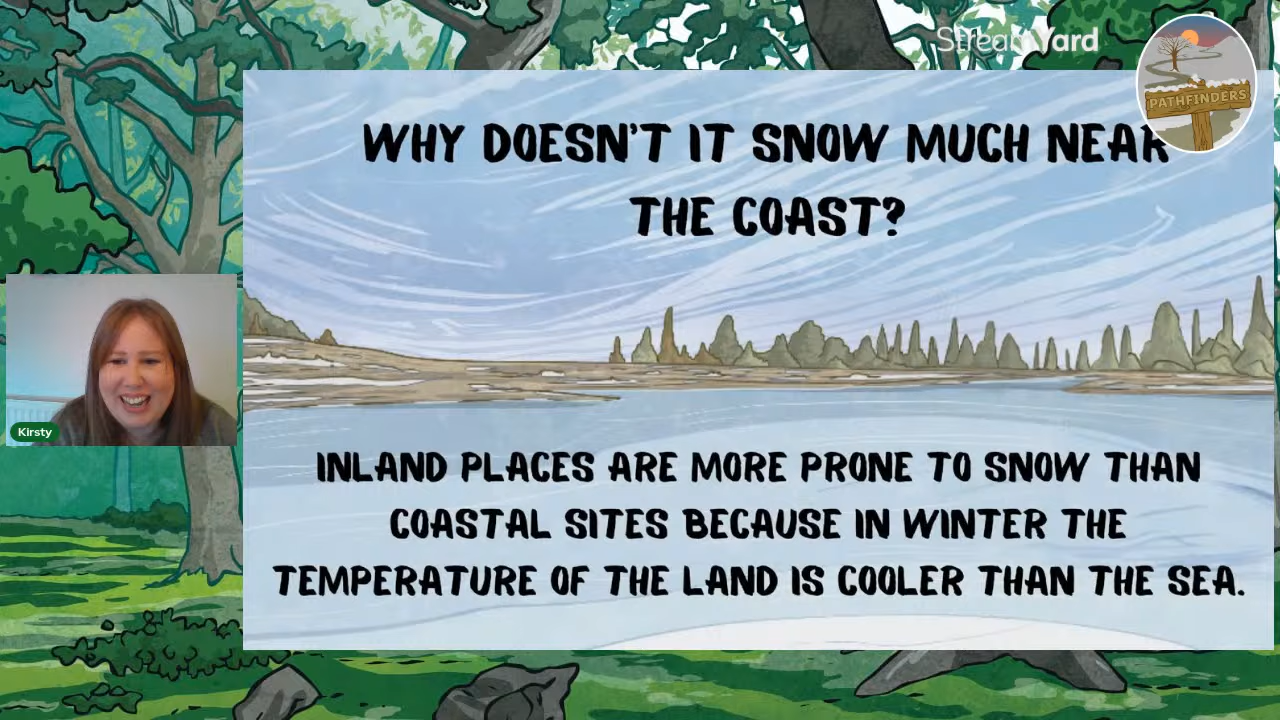 StreamYard
PATHFINDERS
WHY DOESN'T IT SNOW MUCH NEAR
THE COAST?
Kirsty
INLAND PLACES ARE MORE PRONE TO SNOW THAN
COASTAL SITES BECAUSE IN WINTER THE
TEMPERATURE OF THE LAND IS COOLER THAN THE SEA.